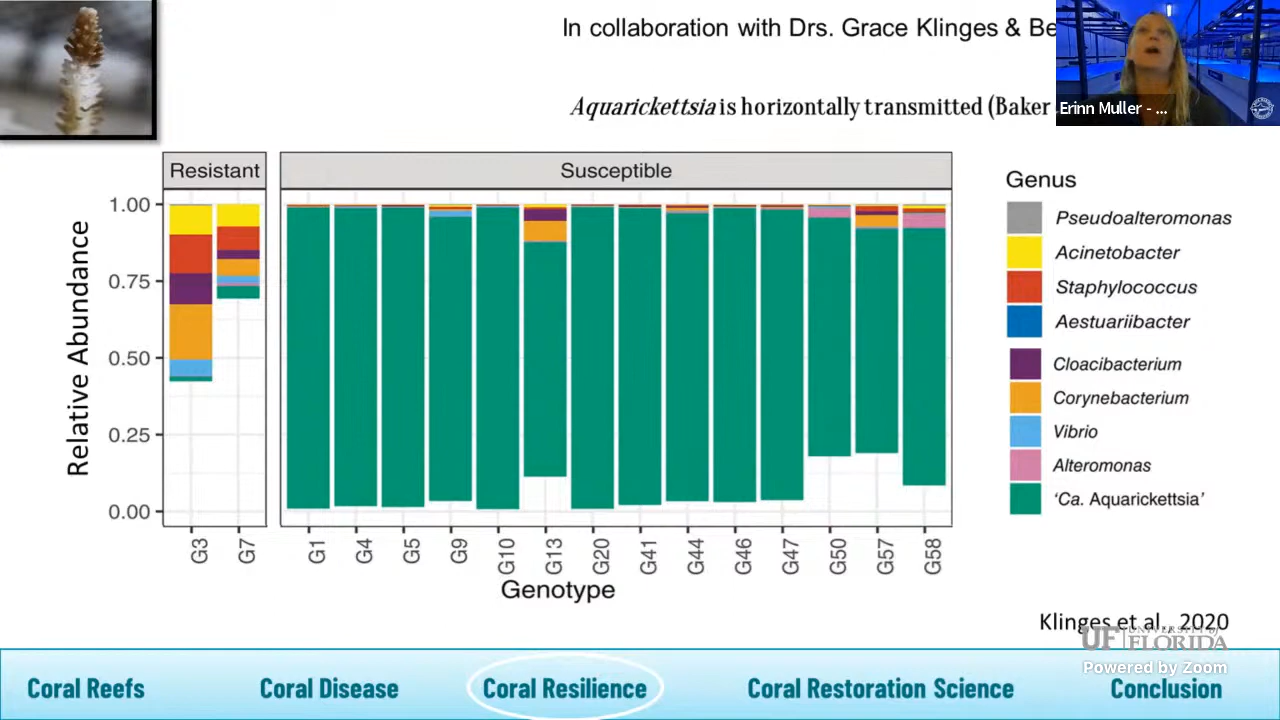 In collaboration with Drs. Grace Klinges & Be
Aquarickettsia is horizontally transmitted (Baker
Erinn Muller - ...
Resistant
Susceptible
Relative Abundance
1.00
0.75
0.50
0.25
0.00
G3
G7
G1
G4
G5
G9
G10
G13
G20
G41
G44
G46
G47
G50
G57
G58
Genotype
Genus
Pseudoalteromonas
Acinetobacter
Staphylococcus
Aestuariibacter
Cloacibacterium
Corynebacterium
Vibrio
Alteromonas
‘Ca. Aquarickettsia’
Klinges et al., 2020
UF UNIVERSITY of
FLORIDA
Powered by Zoom
Coral Reefs
Coral Disease
Coral Resilience
Coral Restoration Science
Conclusion